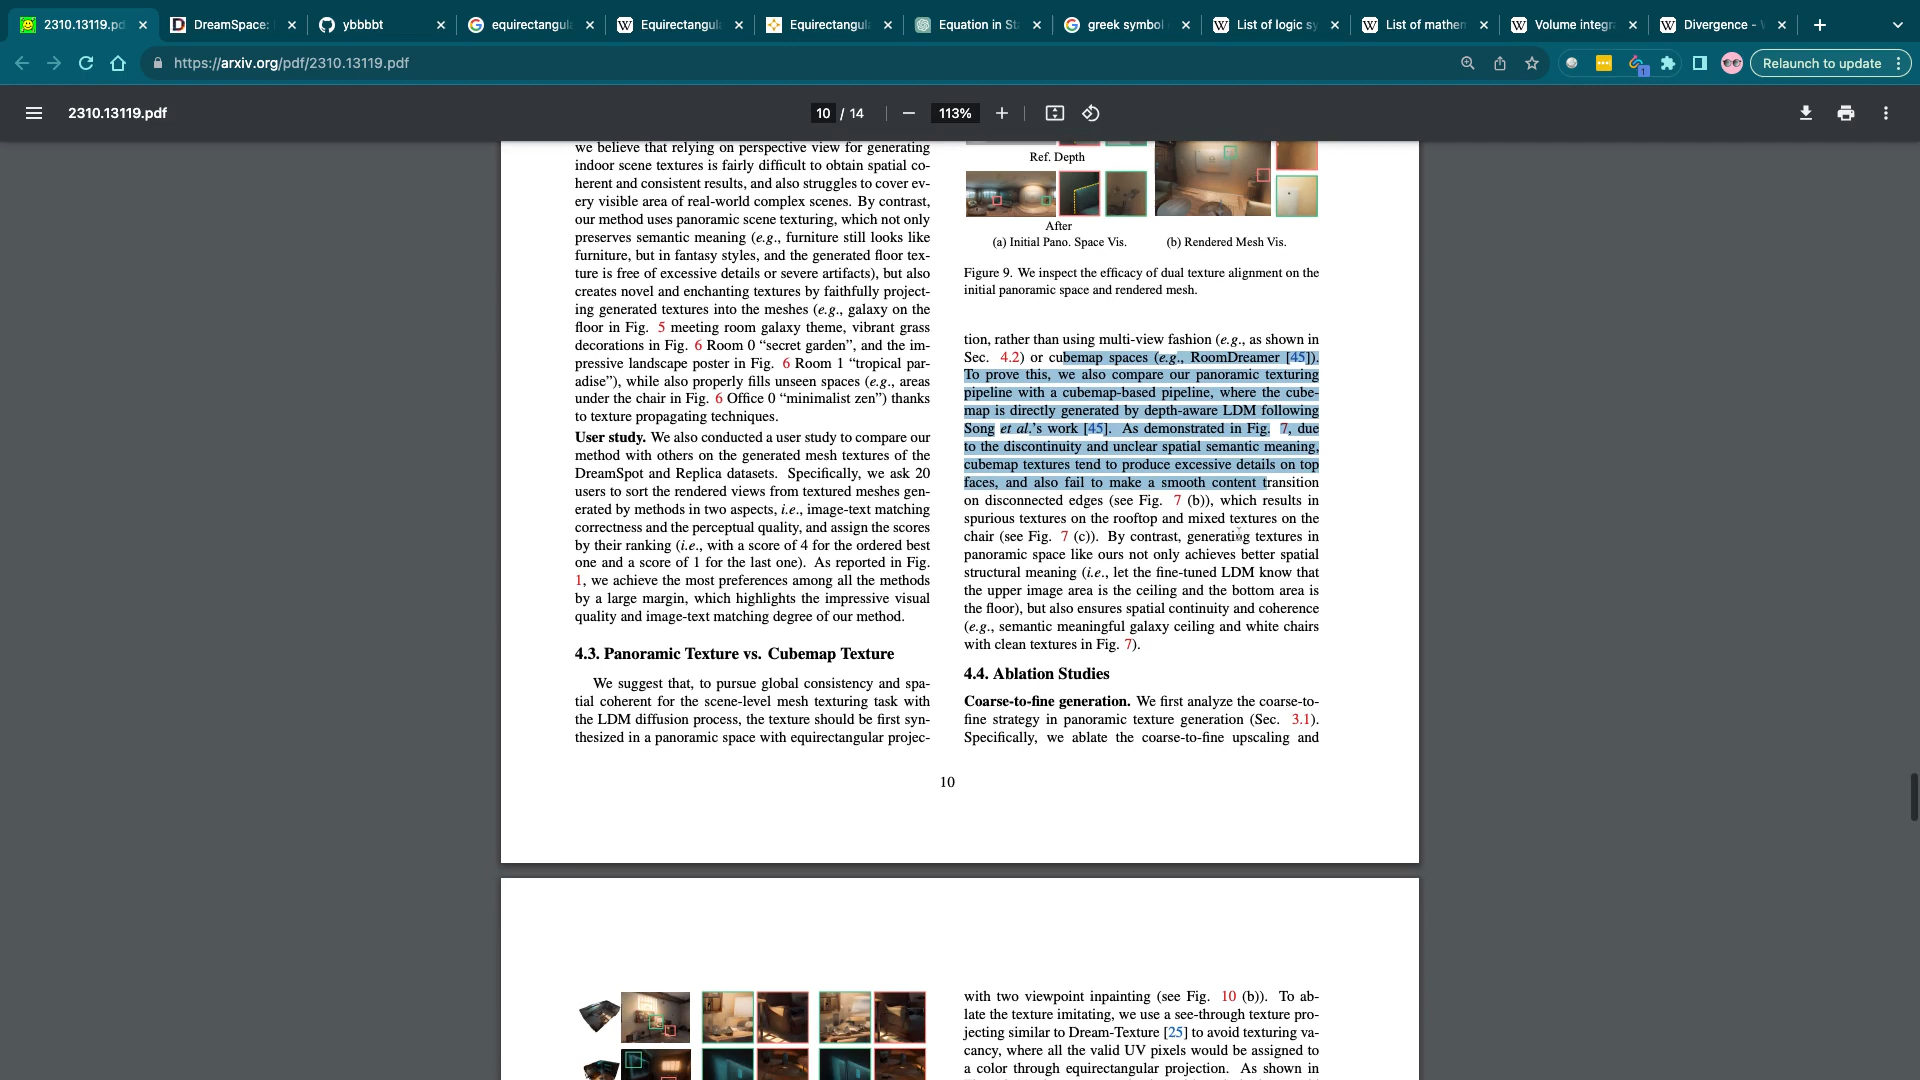 2310.13119.pd
DreamSpace:
ybbbbt
equirectangul
Equirectangul
Equirectangul
Equation in St
greek symbol
List of logic sy
List of mathem
Volume integr
Divergence -
https://arxiv.org/pdf/2310.13119.pdf
1
Relaunch to update
2310.13119.pdf
10 / 14
113%
we believe that relying on perspective view for generating
indoor scene textures is fairly difficult to obtain spatial co-
herent and consistent results, and also struggles to cover ev-
ery visible area of real-world complex scenes. By contrast,
our method uses panoramic scene texturing, which not only
preserves semantic meaning (e.g., furniture still looks like
furniture, but in fantasy styles, and the generated floor tex-
ture is free of excessive details or severe artifacts), but also
creates novel and enchanting textures by faithfully project-
ing generated textures into the meshes (e.g., galaxy on the
floor in Fig. 5 meeting room galaxy theme, vibrant grass
decorations in Fig. 6 Room 0 “secret garden”, and the im-
pressive landscape poster in Fig. 6 Room 1 “tropical par-
adise”), while also properly fills unseen spaces (e.g., areas
under the chair in Fig. 6 Office 0 “minimalist zen”) thanks
to texture propagating techniques.
User study. We also conducted a user study to compare our
method with others on the generated mesh textures of the
DreamSpot and Replica datasets. Specifically, we ask 20
users to sort the rendered views from textured meshes gen-
erated by methods in two aspects, i.e., image-text matching
correctness and the perceptual quality, and assign the scores
by their ranking (i.e., with a score of 4 for the ordered best
one and a score of 1 for the last one). As reported in Fig.
1, we achieve the most preferences among all the methods
by a large margin, which highlights the impressive visual
quality and image-text matching degree of our method.
4.3. Panoramic Texture vs. Cubemap Texture
We suggest that, to pursue global consistency and spa-
tial coherent for the scene-level mesh texturing task with
the LDM diffusion process, the texture should be first syn-
thesized in a panoramic space with equirectangular projec-
Ref. Depth
After
(a) Initial Pano. Space Vis.
(b) Rendered Mesh Vis.
Figure 9. We inspect the efficacy of dual texture alignment on the
initial panoramic space and rendered mesh.
tion, rather than using multi-view fashion (e.g., as shown in
Sec. 4.2) or cubemap spaces (e.g., RoomDreamer [45]).
To prove this, we also compare our panoramic texturing
pipeline with a cubemap-based pipeline, where the cube-
map is directly generated by depth-aware LDM following
Song et al.’s work [45]. As demonstrated in Fig. 7, due
to the discontinuity and unclear spatial semantic meaning,
cubemap textures tend to produce excessive details on top
faces, and also fail to make a smooth content transition
on disconnected edges (see Fig. 7 (b)), which results in
spurious textures on the rooftop and mixed textures on the
chair (see Fig. 7 (c)). By contrast, generating textures in
panoramic space like ours not only achieves better spatial
structural meaning (i.e., let the fine-tuned LDM know that
the upper image area is the ceiling and the bottom area is
the floor), but also ensures spatial continuity and coherence
(e.g., semantic meaningful galaxy ceiling and white chairs
with clean textures in Fig. 7).
4.4. Ablation Studies
Coarse-to-fine generation. We first analyze the coarse-to-
fine strategy in panoramic texture generation (Sec. 3.1).
Specifically, we ablate the coarse-to-fine upscaling and
10
with two viewpoint inpainting (see Fig. 10 (b)). To ab-
late the texture imitating, we use a see-through texture pro-
jecting similar to Dream-Texture [25] to avoid texturing va-
cancy, where all the valid UV pixels would be assigned to
a color through equirectangular projection. As shown in